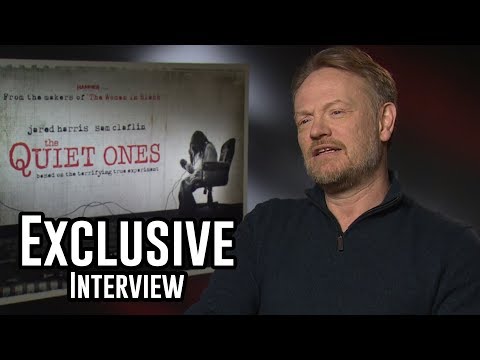 HAMMER
From the makers of "The Woman In Black"
jared harris sam claflin
the
QUIET ONES
based on the terrifying true experiment
EXCLUSIVE
INTERVIEW